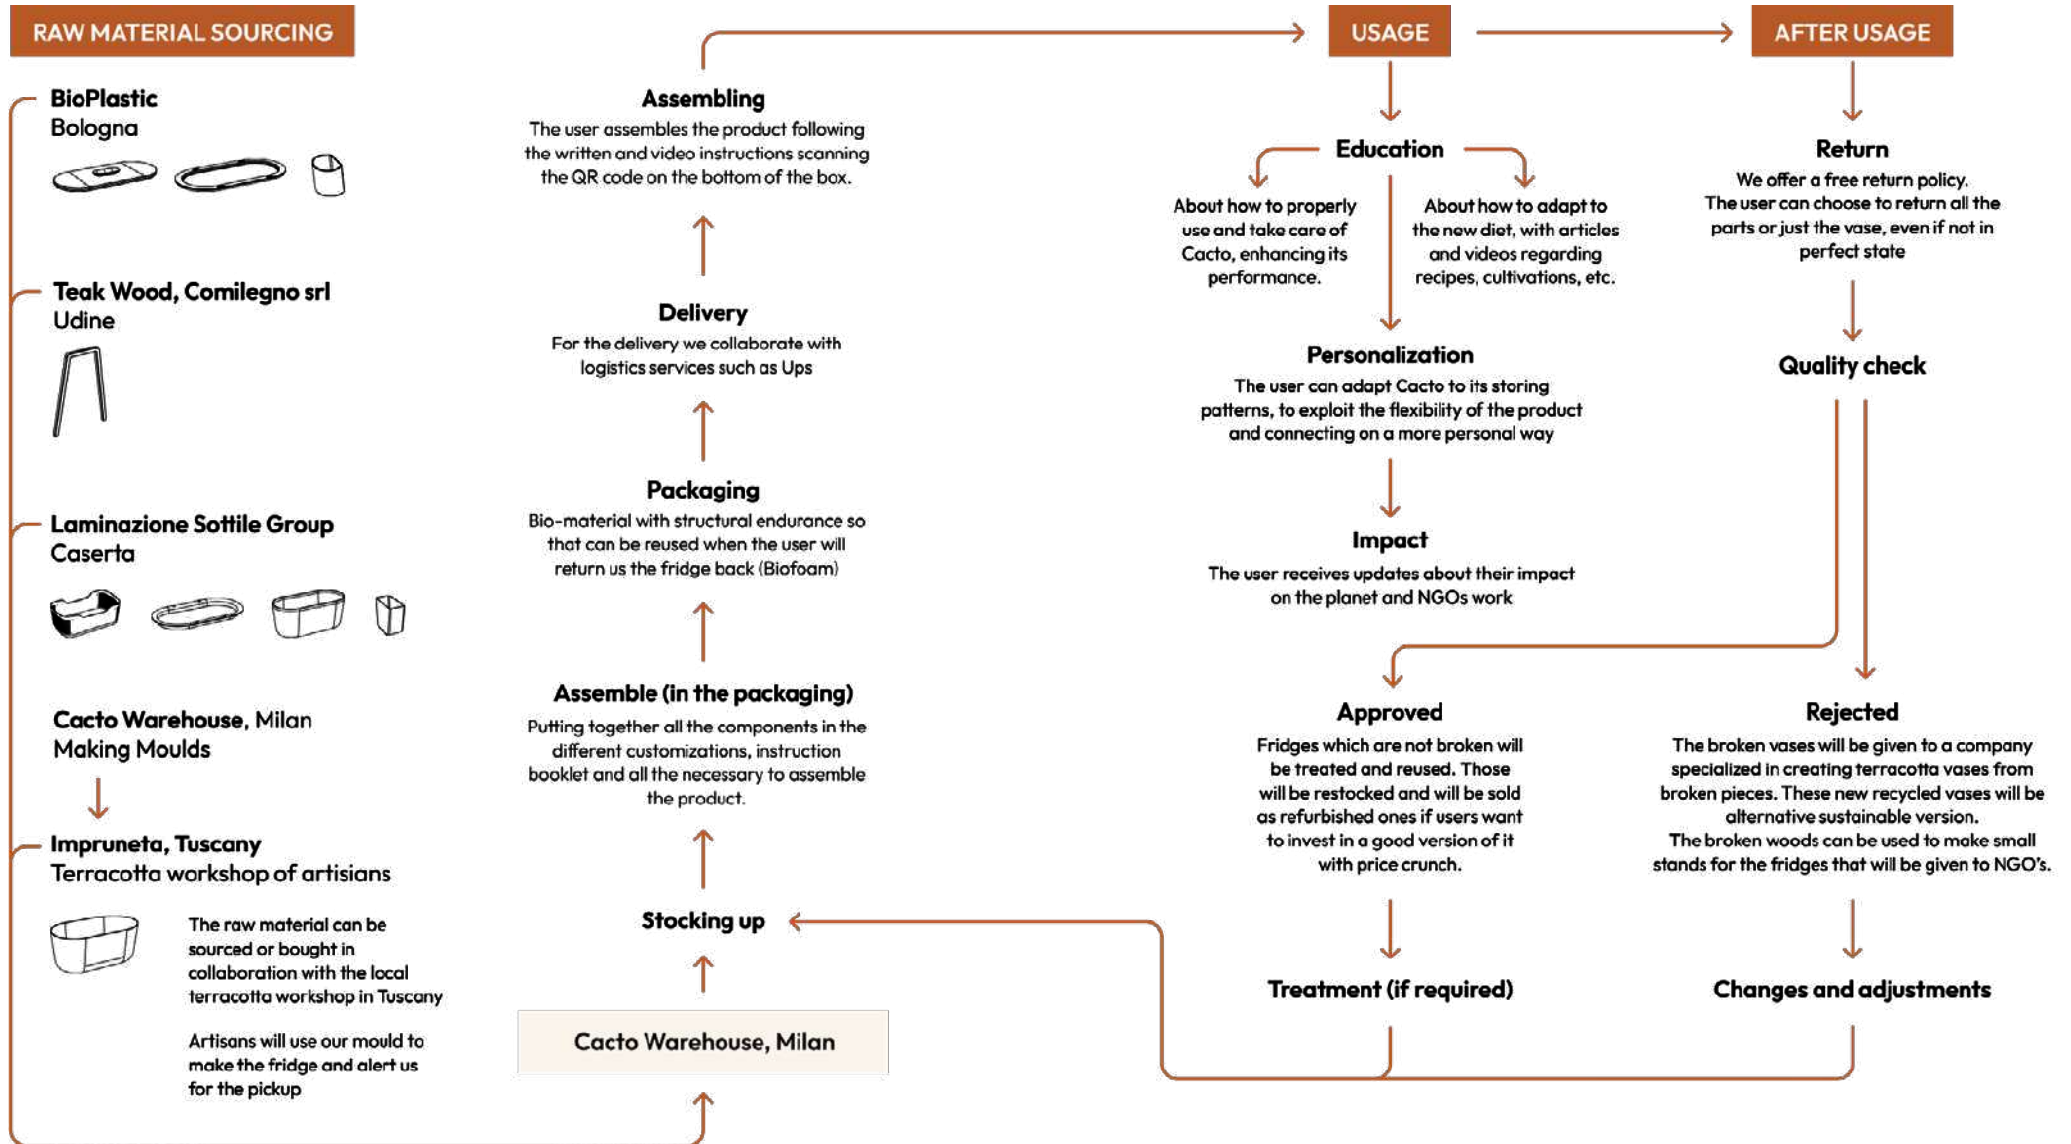 RAW MATERIAL SOURCING
BioPlastic
Bologna
Teak Wood, Comilegno srl
Udine
Laminazione Sottile Group
Caserta
Cacto Warehouse, Milan
Making Moulds
Impruneta, Tuscany
Terracotta workshop of artisians
The raw material can be
sourced or bought in
collaboration with the local
terracotta workshop in Tuscany
Artisans will use our mould to
make the fridge and alert us
for the pickup
Assembling
The user assembles the product following
the written and video instructions scanning
the QR code on the bottom of the box.
Delivery
For the delivery we collaborate with
logistics services such as Ups
Packaging
Bio-material with structural endurance so
that can be reused when the user will
return us the fridge back (Biofoam)
Assemble (in the packaging)
Putting together all the components in the
different customizations, instruction
booklet and all the necessary to assemble
the product.
Stocking up
Cacto Warehouse, Milan
USAGE
Education
About how to properly
use and take care of
Cacto, enhancing its
performance.
About how to adapt to
the new diet, with articles
and videos regarding
recipes, cultivations, etc.
Personalization
The user can adapt Cacto to its storing
patterns, to exploit the flexibility of the product
and connecting on a more personal way
Impact
The user receives updates about their impact
on the planet and NGOs work
Approved
Fridges which are not broken will
be treated and reused. Those
will be restocked and will be sold
as refurbished ones if users want
to invest in a good version of it
with price crunch.
Treatment (if required)
AFTER USAGE
Return
We offer a free return policy.
The user can choose to return all the
parts or just the vase, even if not in
perfect state
Quality check
Rejected
The broken vases will be given to a company
specialized in creating terracotta vases from
broken pieces. These new recycled vases will be
alternative sustainable version.
The broken woods can be used to make small
stands for the fridges that will be given to NGO's.
Changes and adjustments